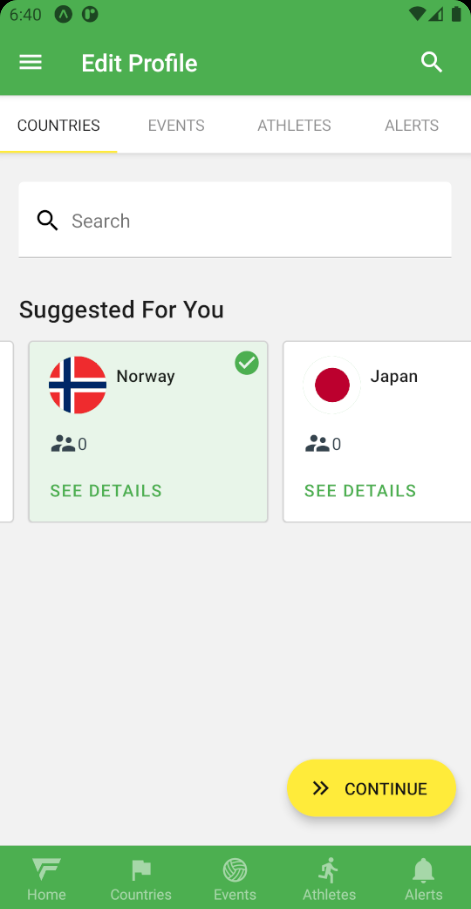 6:40
Edit Profile
COUNTRIES EVENTS ATHLETES ALERTS
Search
Suggested For You
Norway
0
SEE DETAILS
Japan
0
SEE DETAILS
CONTINUE
Home Countries Events Athletes Alerts